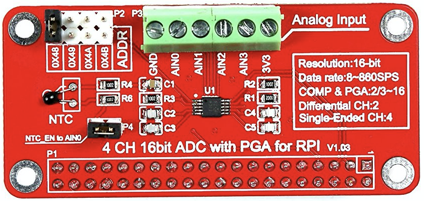 P2
P3
Analog Input
0X48
0X49
0X4A
0X4B
ADDR
GND
AIN0
AIN1
AIN2
AIN3
3V3
Resolution:16-bit
Data rate:8~860SPS
COMP & PGA:2/3~16
Differential CH:2
Single-Ended CH:4
R4
R6
C1
R1
C3
U1
R2
R3
C2
NTC
P4
NTC_EN to AIN0
P1
4 CH 16bit ADC with PGA for RPI V1.03